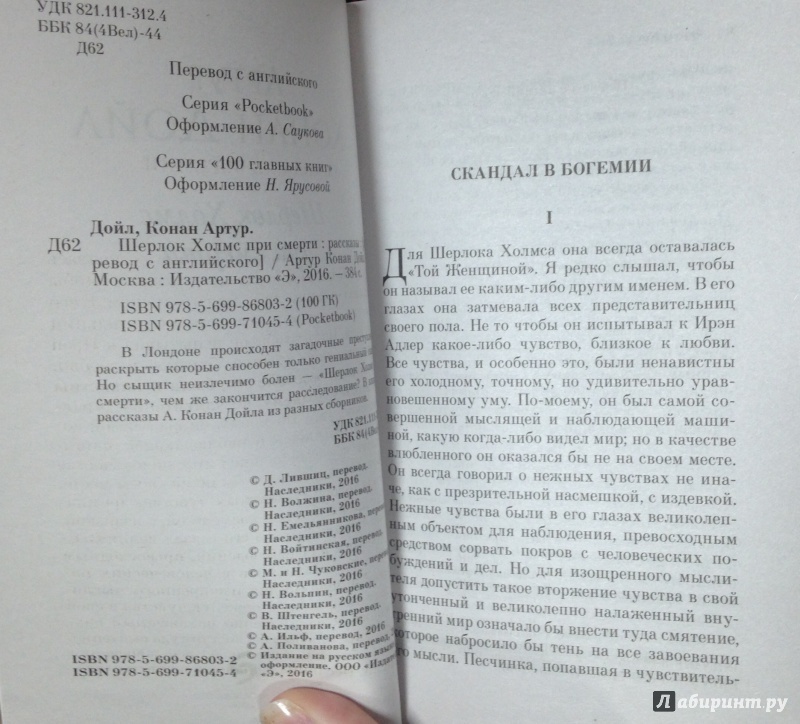 УДК 821.111-312.4
ББК 84(4Вел)-44
Д62
Перевод с английского
Серия «Pocketbook»
Оформление А. Саукова
Серия «100 главных книг»
Оформление Н. Ярусовой
Дойл, Конан Артур.
Д62 Шерлок Холмс при смерти : рассказы
ревод с английского] / Артур Конан Дойл
Москва : Издательство «Э», 2016. – 384 с.
ISBN 978-5-699-86803-2 (100 ГК)
ISBN 978-5-699-71045-4 (Pocketbook)
В Лондоне происходят загадочные
раскрыть которые способен только гениальный
Но сыщик неизлечимо болен – «Шерлок
смерти», чем же закончится расследование?
рассказы А. Конан Дойла из разных сборников.
УДК 821.111-
ББК 84(4Вел
© Д. Лившиц, перевод.
Наследники, 2016
© Н. Волжина, перевод.
Наследники, 2016
© Н. Емельянникова, перевод.
Наследники, 2016
© Н. Войтинская, перевод.
Наследники, 2016
© М. и Н. Чуковские,
Наследники, 2016
© Н. Вольпин, перевод.
Наследники, 2016
© В. Штенгель, перевод.
Наследники, 2016
© А. Ильф, перевод, 2016
© А. Поливанова, перевод.
© Издание на русском
оформление. ООО
«Э», 2016
ISBN 978-5-699-86803-2
ISBN 978-5-699-71045-4
СКАНДАЛ В БОГЕМИИ
I
Для Шерлока Холмса она всегда оставалась
«Той Женщиной». Я редко слышал, чтобы
он называл ее каким-либо другим именем. В его
глазах она затмевала всех представительниц
своего пола. Не то чтобы он испытывал к Ирэн
Адлер какое-либо чувство, близкое к любви.
Все чувства, и особенно это, были ненавистны
его холодному, точному, но удивительно урав-
новешенному уму. По-моему, он был самой со-
вершенной мыслящей и наблюдающей маши-
ной, какую когда-либо видел мир; но в качестве
влюбленного он оказался бы не на своем месте.
Он всегда говорил о нежных чувствах не ина-
че, как с презрительной насмешкой, с издевкой.
Нежные чувства были в его глазах великолеп-
ным объектом для наблюдения, превосходным
средством сорвать покров с человеческих по-
буждений и дел. Но для изощренного мысли-
теля допустить такое вторжение чувства в свой
утонченный и великолепно налаженный вну-
тренний мир означало бы внести туда смятение,
которое набросило бы тень на все завоевания
его мысли. Песчинка, попавшая в чувствитель-
Лабиринт.ру